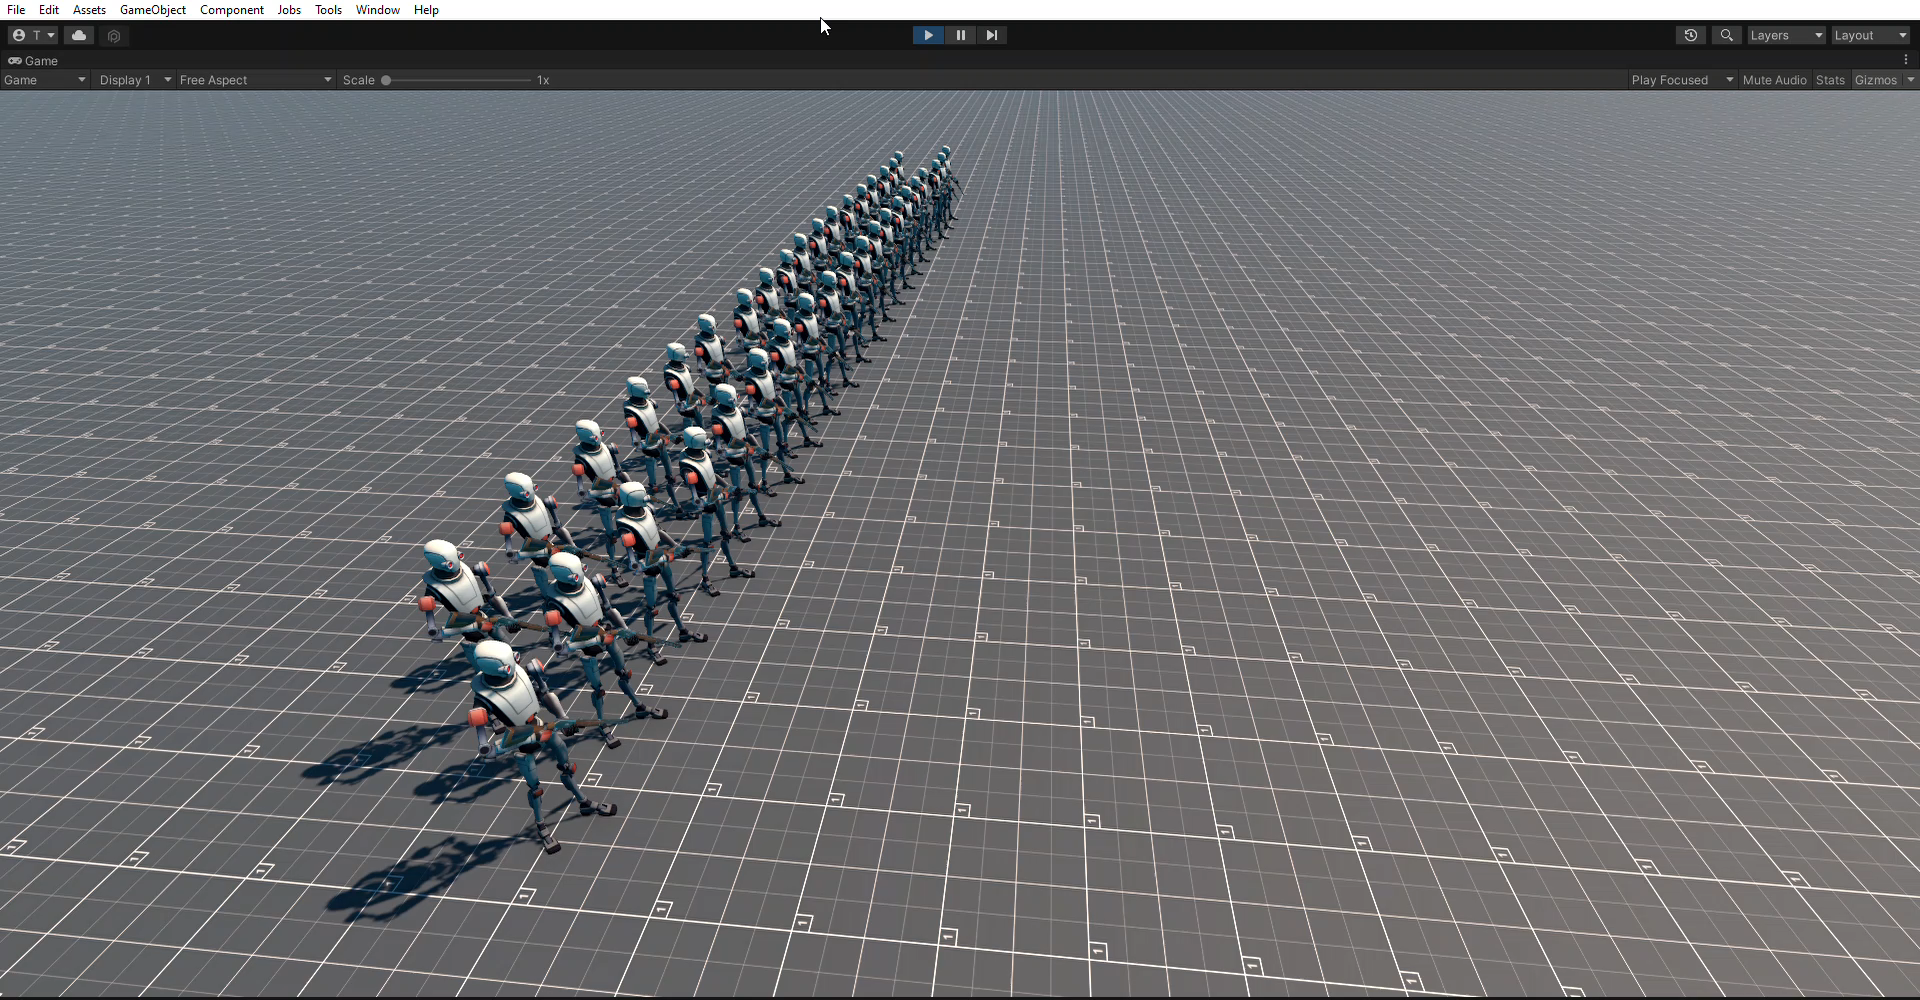 File Edit Assets GameObject Component Jobs Tools Window Help
T Layers Layout
Game
Game Display 1 Free Aspect Scale 1x Play Focused Mute Audio Stats Gizmos